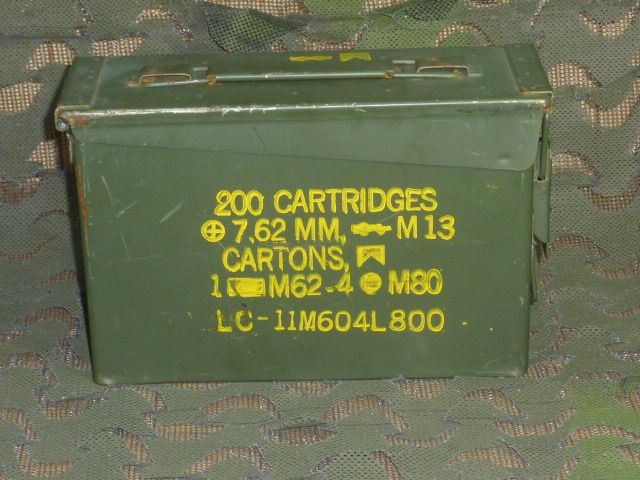 200 CARTRIDGES
7.62 MM, M13
CARTONS,
1 M62-4 M80
LC-11M604L800